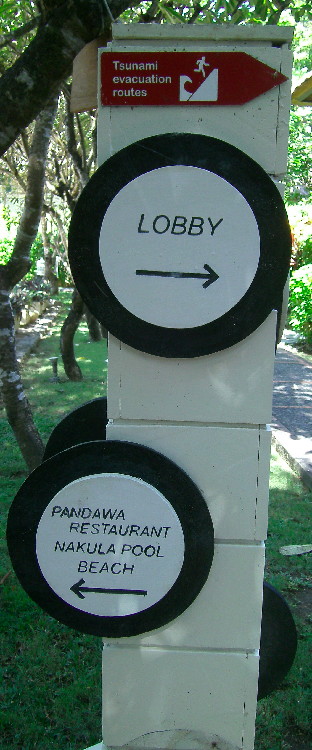 Tsunami
evacuation
routes
LOBBY
PANDAWA
RESTAURANT
NAKULA POOL
BEACH